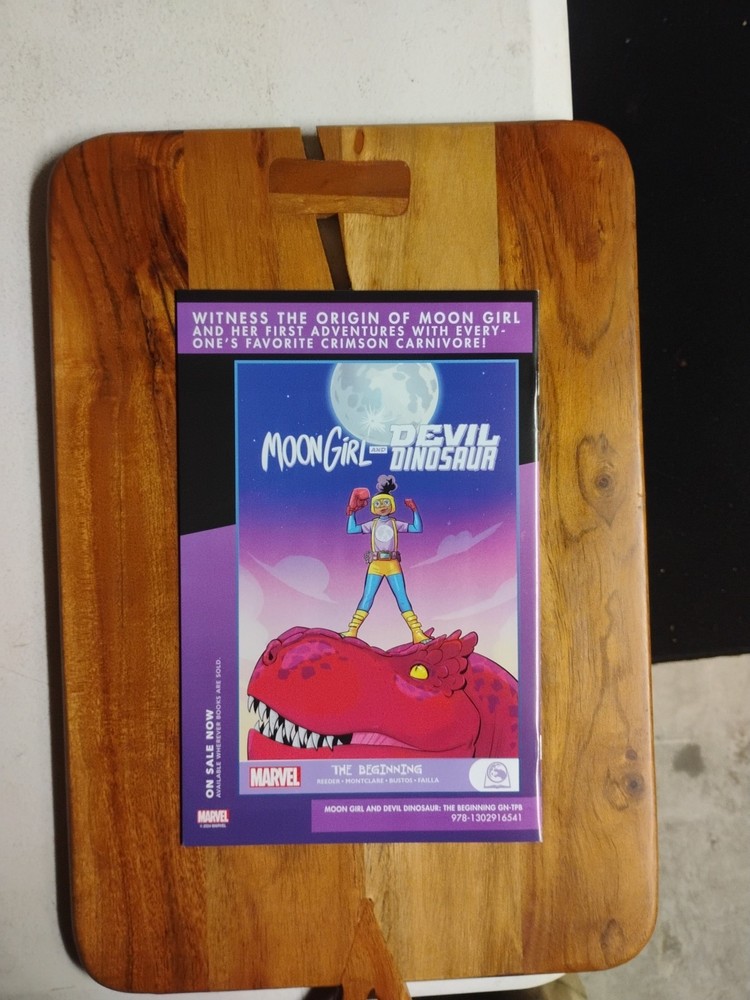 WITNESS THE ORIGIN OF MOON GIRL
AND HER FIRST ADVENTURES WITH EVERY-
ONE'S FAVORITE CRIMSON CARNIVORE!
MOON GIRL AND DEVIL
DINOSAUR
ON SALE NOW
AVAILABLE WHEREVER BOOKS ARE SOLD.
MARVEL
THE BEGINNING
REEDER • MONTCLARE • BUSTOS • FAILLA
MOON GIRL AND DEVIL DINOSAUR: THE BEGINNING GN-TPB
978-1302916541
MARVEL